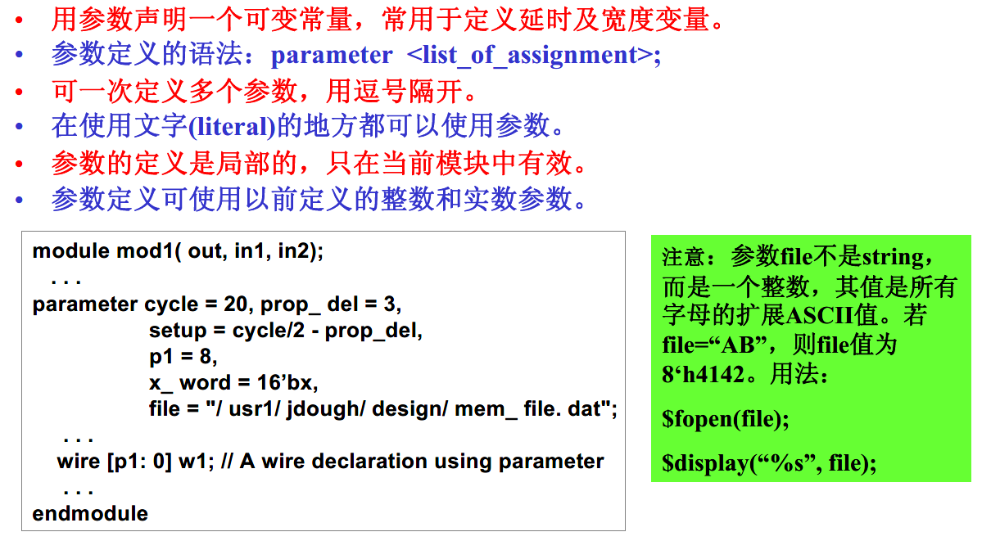 • 用参数声明一个可变常量，常用于定义延时及宽度变量。
• 参数定义的语法：parameter <list_of_assignment>;
• 可一次定义多个参数，用逗号隔开。
• 在使用文字(literal)的地方都可以使用参数。
• 参数的定义是局部的，只在当前模块中有效。
• 参数定义可使用以前定义的整数和实数参数。
module mod1( out, in1, in2);
. . .
parameter cycle = 20, prop_ del = 3,
setup = cycle/2 - prop_del,
p1 = 8,
x_ word = 16’bx,
file = "/ usr1/ jdough/ design/ mem_ file. dat";
. . .
wire [p1: 0] w1; // A wire declaration using parameter
. . .
endmodule
注意：参数file不是string，
而是一个整数，其值是所有
字母的扩展ASCII值。若
file=“AB”，则file值为
8‘h4142。用法：
$fopen(file);
$display(“%s”, file);